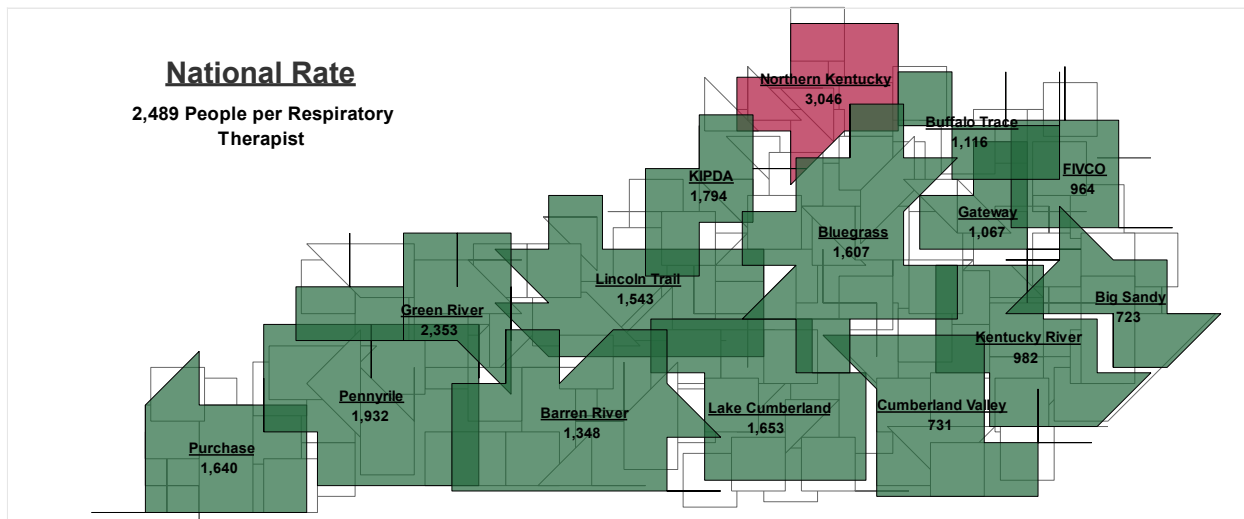 National Rate
2,489 People per Respiratory
Therapist
Northern Kentucky
3,046
Buffalo Trace
1,116
FIVCO
964
KIPDA
1,794
Gateway
1,067
Bluegrass
1,607
Lincoln Trail
1,543
Big Sandy
723
Green River
2,353
Kentucky River
982
Pennyrile
1,932
Barren River
1,348
Lake Cumberland
1,653
Cumberland Valley
731
Purchase
1,640